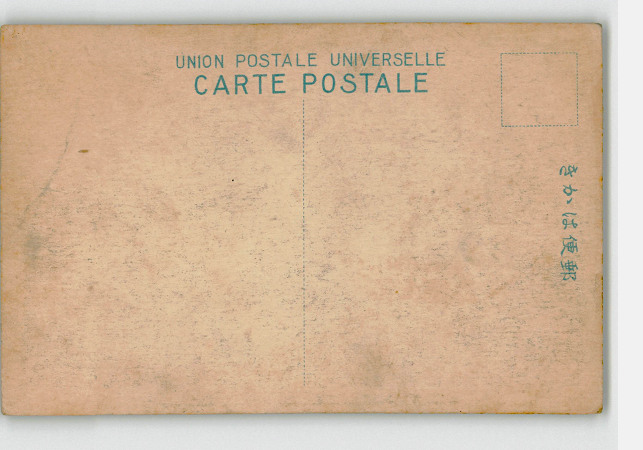 UNION POSTALE UNIVERSELLE
CARTE POSTALE
郵便はかき